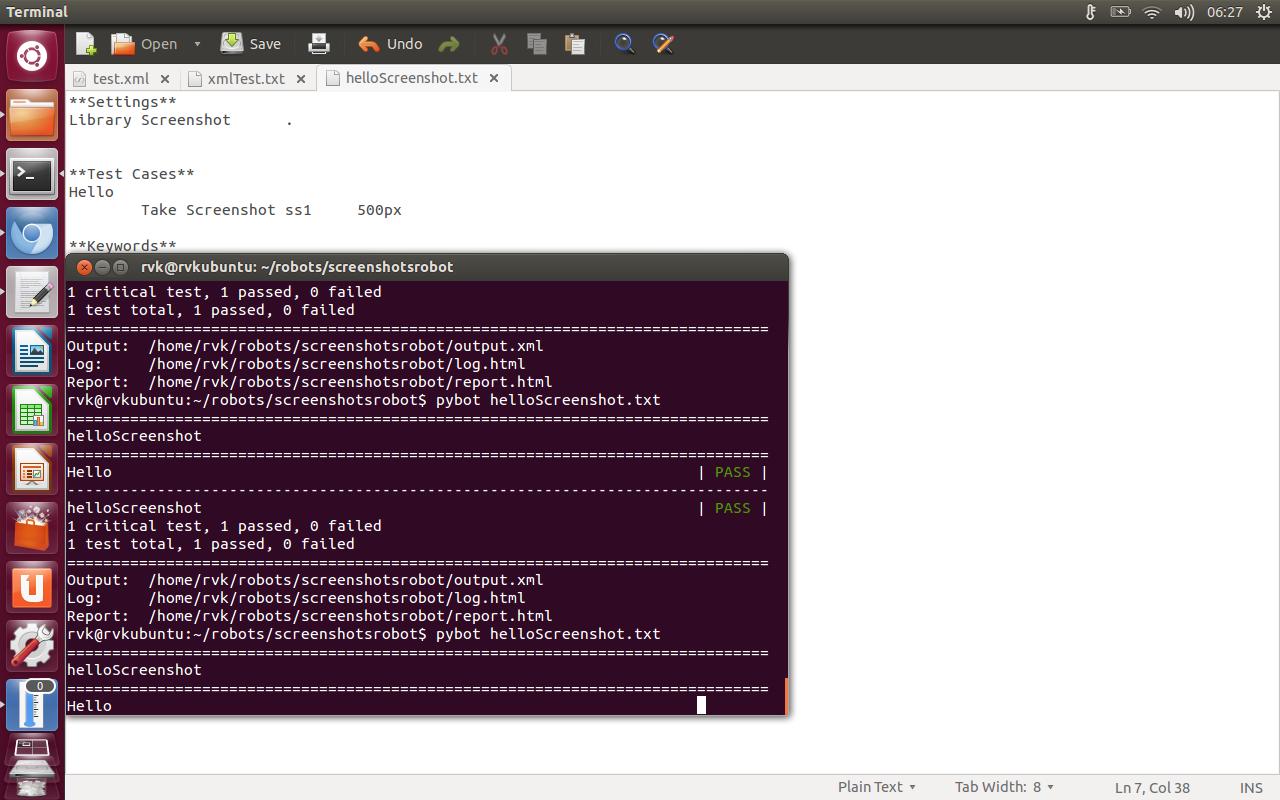 Terminal
06:27
Open
Save
Undo
test.xml
xmlTest.txt
helloScreenshot.txt
**Settings**
Library Screenshot      .
**Test Cases**
Hello
        Take Screenshot ss1     500px
**Keywords**
rvk@rvkubuntu: ~/robots/screenshotsrobot
1 critical test, 1 passed, 0 failed
1 test total, 1 passed, 0 failed
==============================================================================
Output:  /home/rvk/robots/screenshotsrobot/output.xml
Log:     /home/rvk/robots/screenshotsrobot/log.html
Report:  /home/rvk/robots/screenshotsrobot/report.html
rvk@rvkubuntu:~/robots/screenshotsrobot$ pybot helloScreenshot.txt
==============================================================================
helloScreenshot
==============================================================================
Hello                                                                 | PASS |
------------------------------------------------------------------------------
helloScreenshot                                                       | PASS |
1 critical test, 1 passed, 0 failed
1 test total, 1 passed, 0 failed
==============================================================================
Output:  /home/rvk/robots/screenshotsrobot/output.xml
Log:     /home/rvk/robots/screenshotsrobot/log.html
Report:  /home/rvk/robots/screenshotsrobot/report.html
rvk@rvkubuntu:~/robots/screenshotsrobot$ pybot helloScreenshot.txt
==============================================================================
helloScreenshot
==============================================================================
Hello
0
Plain Text
Tab Width: 8
Ln 7, Col 38
INS